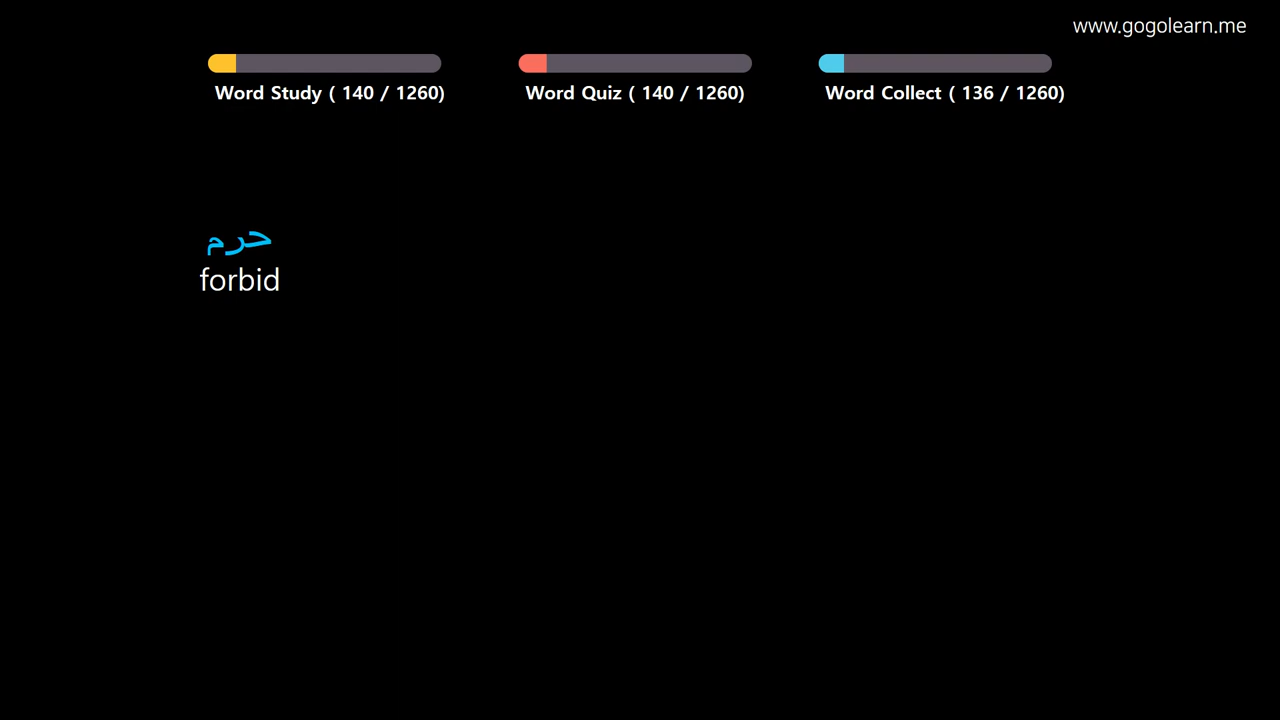 www.gogolearn.me
Word Study ( 140 / 1260)
Word Quiz ( 140 / 1260)
Word Collect ( 136 / 1260)
حرم
forbid